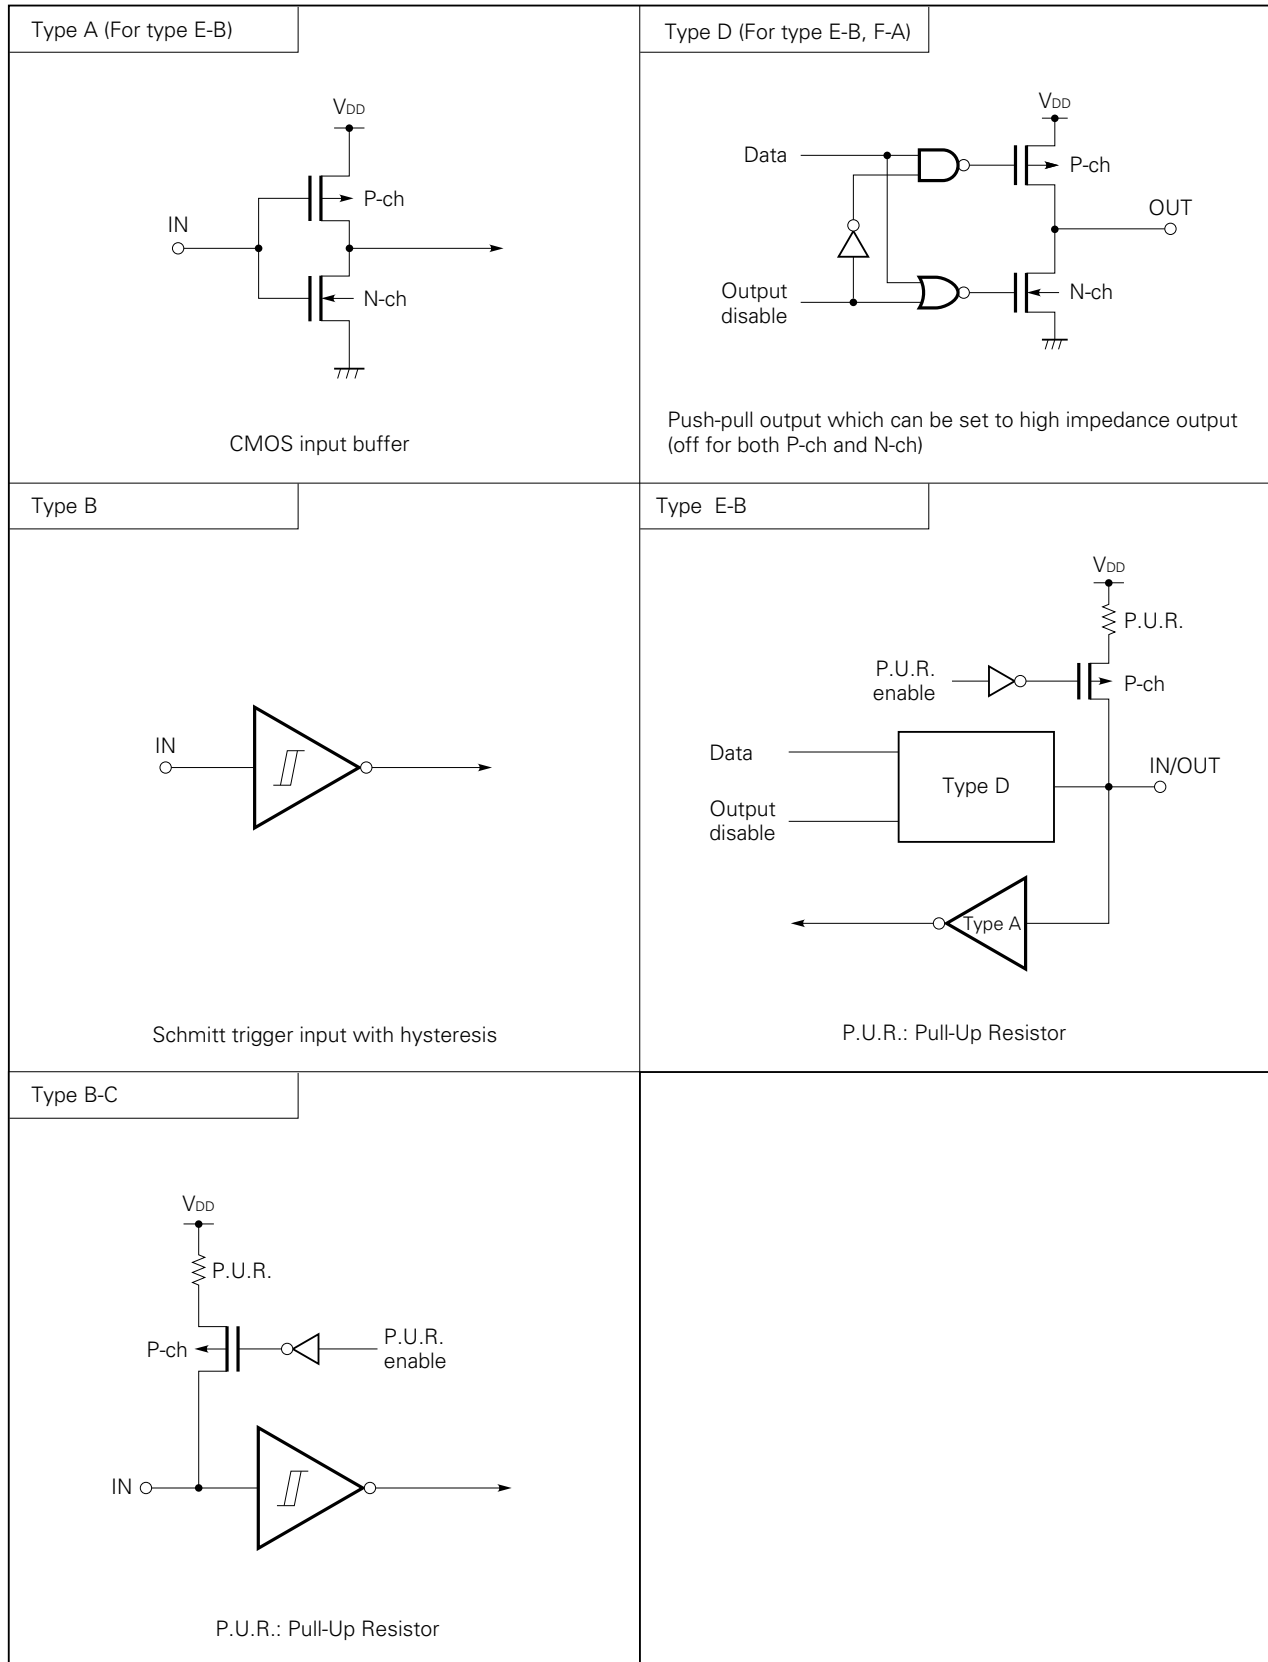 Type A (For type E-B)
VDD
P-ch
IN
N-ch
CMOS input buffer
Type D (For type E-B, F-A)
VDD
Data
P-ch
OUT
Output
disable
N-ch
Push-pull output which can be set to high impedance output
(off for both P-ch and N-ch)
Type B
IN
Schmitt trigger input with hysteresis
Type E-B
VDD
P.U.R.
P.U.R.
enable
P-ch
Data
Type D
IN/OUT
Output
disable
Type A
P.U.R.: Pull-Up Resistor
Type B-C
VDD
P.U.R.
P-ch
P.U.R.
enable
IN
P.U.R.: Pull-Up Resistor